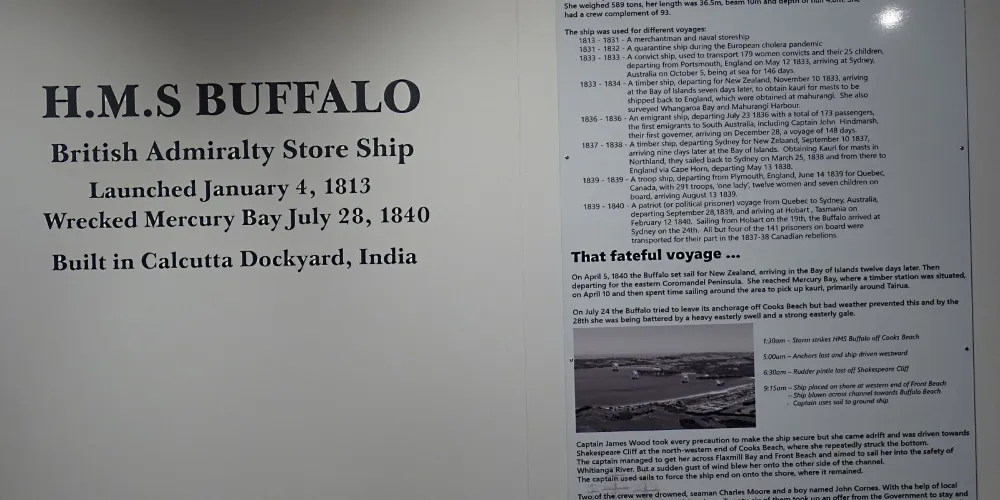 H.M.S BUFFALO
British Admiralty Store Ship
Launched January 4, 1813
Wrecked Mercury Bay July 28, 1840
Built in Calcutta Dockyard, India
She weighed 589 tons, her length was 36.5m, beam 10m and depth of hull 4.8m. She
had a crew complement of 93.
The ship was used for different voyages:
1813 - 1831 - A merchantman and naval storeship
1831 - 1832 - A quarantine ship during the European cholera pandemic
1833 - 1833 - A convict ship, used to transport 179 women convicts and their 25 children,
departing from Portsmouth, England on May 12 1833, arriving at Sydney,
Australia on October 5, being at sea for 146 days.
1833 - 1834 - A timber ship, departing for New Zealand, November 10 1833, arriving
at the Bay of Islands seven days later, to obtain kauri for masts to be
shipped back to England, which were obtained at mahurangi. She also
surveyed Whangaroa Bay and Mahurangi Harbour.
1836 - 1836 - An emigrant ship, departing July 23 1836 with a total of 173 passengers,
the first emigrants to South Australia, including Captain John Hindmarsh,
their first governer, arriving on December 28, a voyage of 148 days.
1837 - 1838 - A timber ship, departing Sydney for New Zelaand, September 10 1837,
arriving nine days later at the Bay of Islands. Obtaining Kauri for masts in
Northland, they sailed back to Sydney on March 25, 1838 and from there to
England via Cape Horn, departing May 13 1838.
1839 - 1839 - A troop ship, departing from Plymouth, England, June 14 1839 for Quebec,
Canada, with 291 troops, 'one lady', twelve women and seven children on
board, arriving August 13 1839.
1839 - 1840 - A patriot (or political prisoner) voyage from Quebec to Sydney, Australia,
departing September 28,1839, and ariving at Hobart , Tasmania on
February 12 1840. Sailing from Hobart on the 19th, the Buffalo arrived at
Sydney on the 24th. All but four of the 141 prisoners on board were
transported for their part in the 1837-38 Canadian rebelions.
That fateful voyage ...
On April 5, 1840 the Buffalo set sail for New Zealand, arriving in the Bay of Islands twelve days later. Then
departing for the eastern Coromandel Peninsula. She reached Mercury Bay, where a timber station was situated,
on April 10 and then spent time sailing around the area to pick up kauri, primarily around Tairua.
On July 24 the Buffalo tried to leave its anchorage off Cooks Beach but bad weather prevented this and by the
28th she was being battered by a heavy easterly swell and a strong easterly gale.
1:30am – Storm strikes HMS Buffalo off Cooks Beach
5:00am – Anchors lost and ship driven westward
6:30am – Rudder pintle lost off Shakespeare Cliff
9:15am – Ship placed on shore at western end of Front Beach
– Ship blown across channel towards Buffalo Beach
- Captain uses sail to ground ship
Captain James Wood took every precaution to make the ship secure but she came adrift and was driven towards
Shakespeare Cliff at the north-western end of Cooks Beach, where she repeatedly struck the bottom.
The captain managed to get her across Flaxmill Bay and Front Beach and aimed to sail her into the safety of
Whitianga River. But a sudden gust of wind blew her onto the other side of the channel.
The captain used sails to force the ship end on onto the shore, where it remained.
Two of the crew were drowned, seaman Charles Moore and a boy named John Cornes. With the help of local
took up an offer from the Government to stay and